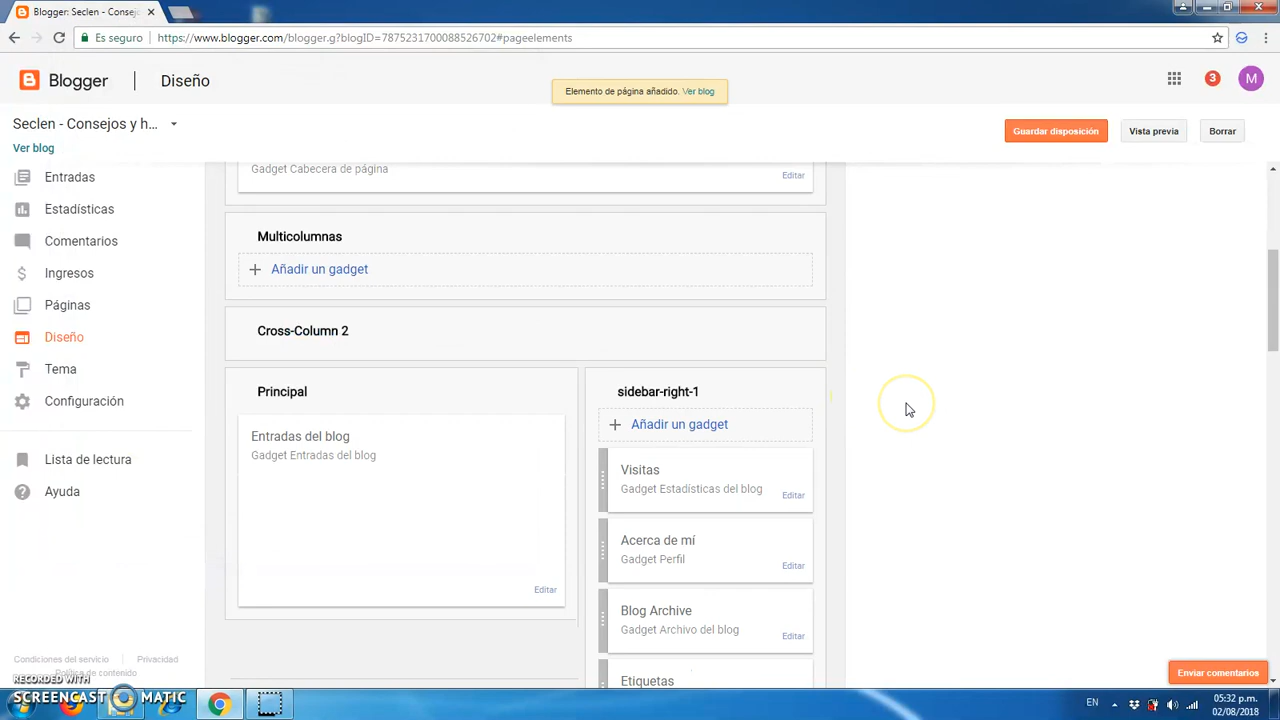 Blogger: Seclen - Consejo
Es seguro | https://www.blogger.com/blogger.g?blogID=7875231700088526702#pageelements
Blogger | Diseño
Elemento de página añadido. Ver blog
3
M
Seclen - Consejos y h...
Guardar disposición
Vista previa
Borrar
Ver blog
Entradas
Estadísticas
Comentarios
Ingresos
Páginas
Diseño
Tema
Configuración
Lista de lectura
Ayuda
Condiciones del servicio
Privacidad
Política de contenido
Gadget Cabecera de página
Editar
Multicolumnas
+ Añadir un gadget
Cross-Column 2
Principal
Entradas del blog
Gadget Entradas del blog
Editar
sidebar-right-1
+ Añadir un gadget
Visitas
Gadget Estadísticas del blog
Editar
Acerca de mí
Gadget Perfil
Editar
Blog Archive
Gadget Archivo del blog
Editar
Etiquetas
Enviar comentarios
RECORDED WITH
SCREENCAST MATIC
EN
05:32 p.m.
02/08/2018